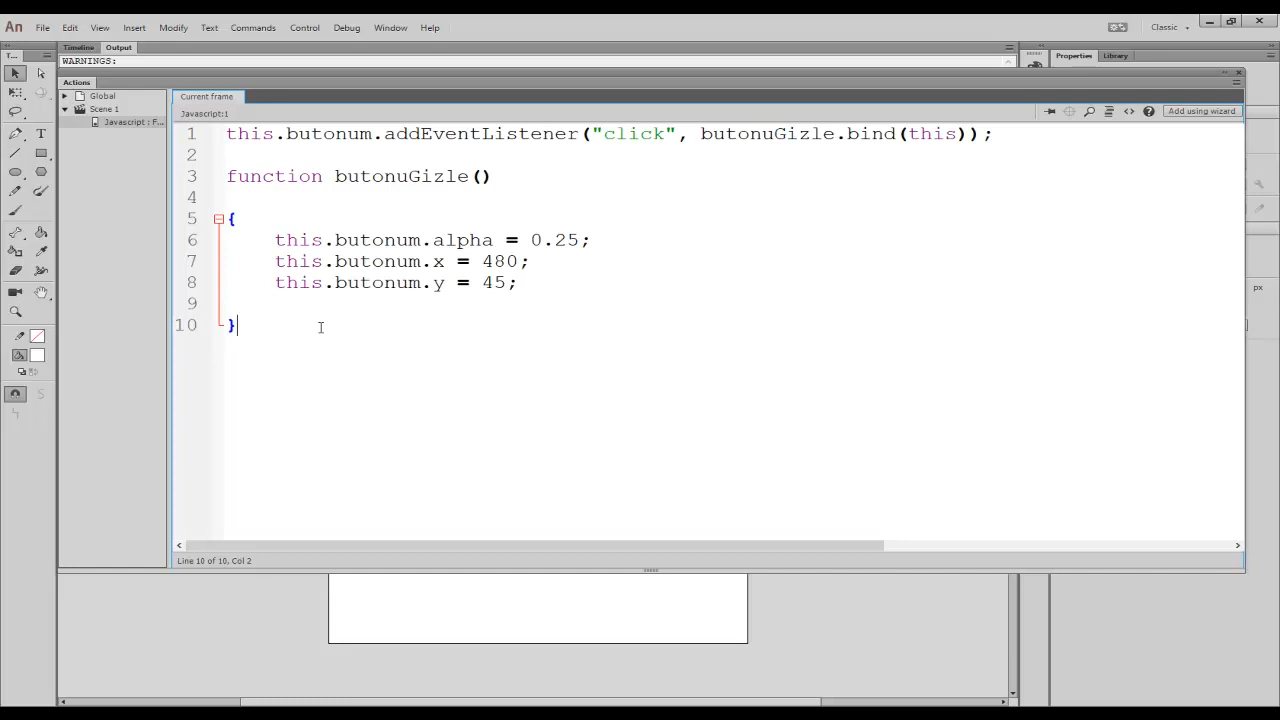 An File Edit View Insert Modify Text Commands Control Debug Window Help Classic
Timeline Output
WARNINGS:
T...
Properties Library
Actions
Global
Scene 1
Javascript : F...
Current frame
Javascript:1
Add using wizard
1 this.butonum.addEventListener("click", butonuGizle.bind(this));
2
3 function butonuGizle()
4
5 {
6 this.butonum.alpha = 0.25;
7 this.butonum.x = 480;
8 this.butonum.y = 45;
9
10 }
px
Line 10 of 10, Col 2